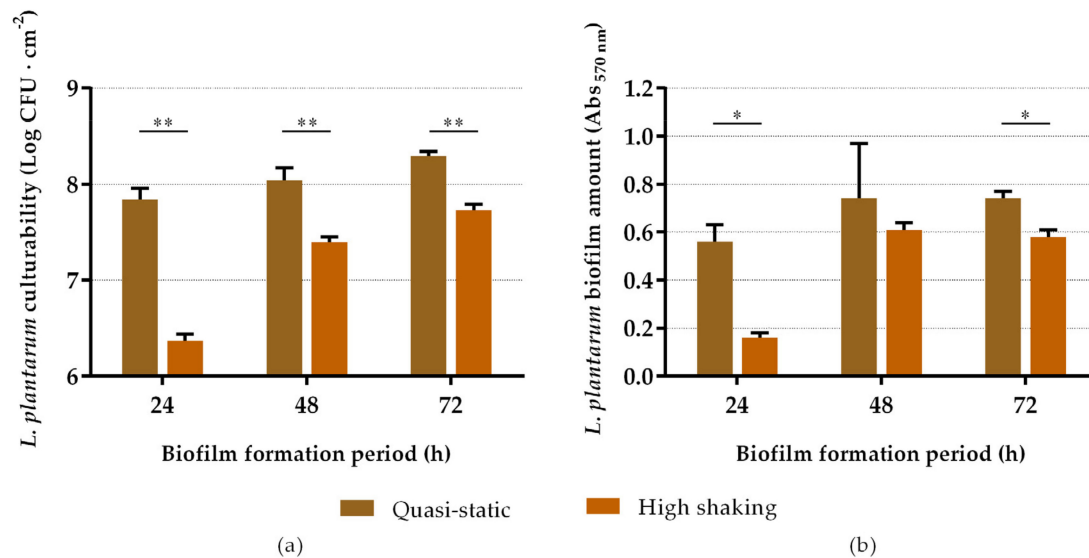 L. plantarum culturability (Log CFU · cm-2)
9
8
7
6
**
**
**
24
48
72
Biofilm formation period (h)
L. plantarum biofilm amount (Abs570 nm)
1.2
1.0
0.8
0.6
0.4
0.2
0.0
*
*
24
48
72
Biofilm formation period (h)
Quasi-static
High shaking
(a)
(b)